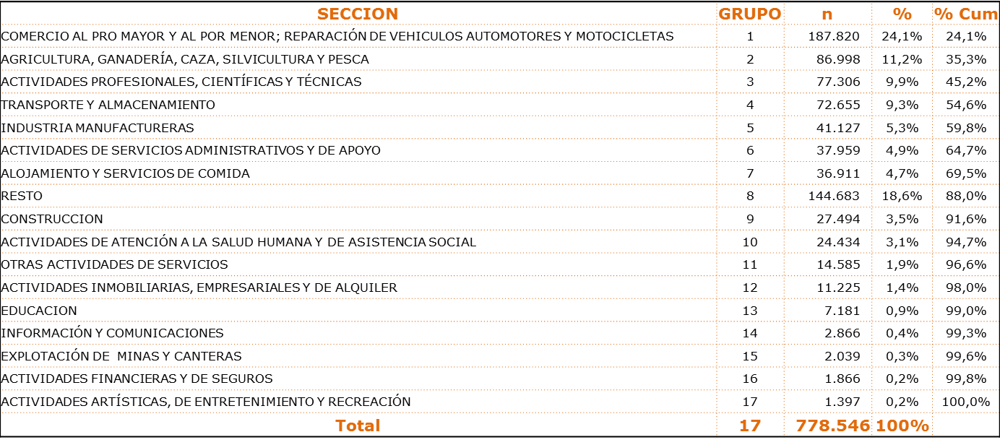 SECCION GRUPO n % % Cum
COMERCIO AL PRO MAYOR Y AL POR MENOR; REPARACIÓN DE VEHICULOS AUTOMOTORES Y MOTOCICLETAS 1 187.820 24,1% 24,1%
AGRICULTURA, GANADERÍA, CAZA, SILVICULTURA Y PESCA 2 86.998 11,2% 35,3%
ACTIVIDADES PROFESIONALES, CIENTÍFICAS Y TÉCNICAS 3 77.306 9,9% 45,2%
TRANSPORTE Y ALMACENAMIENTO 4 72.655 9,3% 54,6%
INDUSTRIA MANUFACTURERAS 5 41.127 5,3% 59,8%
ACTIVIDADES DE SERVICIOS ADMINISTRATIVOS Y DE APOYO 6 37.959 4,9% 64,7%
ALOJAMIENTO Y SERVICIOS DE COMIDA 7 36.911 4,7% 69,5%
RESTO 8 144.683 18,6% 88,0%
CONSTRUCCION 9 27.494 3,5% 91,6%
ACTIVIDADES DE ATENCIÓN A LA SALUD HUMANA Y DE ASISTENCIA SOCIAL 10 24.434 3,1% 94,7%
OTRAS ACTIVIDADES DE SERVICIOS 11 14.585 1,9% 96,6%
ACTIVIDADES INMOBILIARIAS, EMPRESARIALES Y DE ALQUILER 12 11.225 1,4% 98,0%
EDUCACION 13 7.181 0,9% 99,0%
INFORMACIÓN Y COMUNICACIONES 14 2.866 0,4% 99,3%
EXPLOTACIÓN DE MINAS Y CANTERAS 15 2.039 0,3% 99,6%
ACTIVIDADES FINANCIERAS Y DE SEGUROS 16 1.866 0,2% 99,8%
ACTIVIDADES ARTÍSTICAS, DE ENTRETENIMIENTO Y RECREACIÓN 17 1.397 0,2% 100,0%
Total 17 778.546 100%